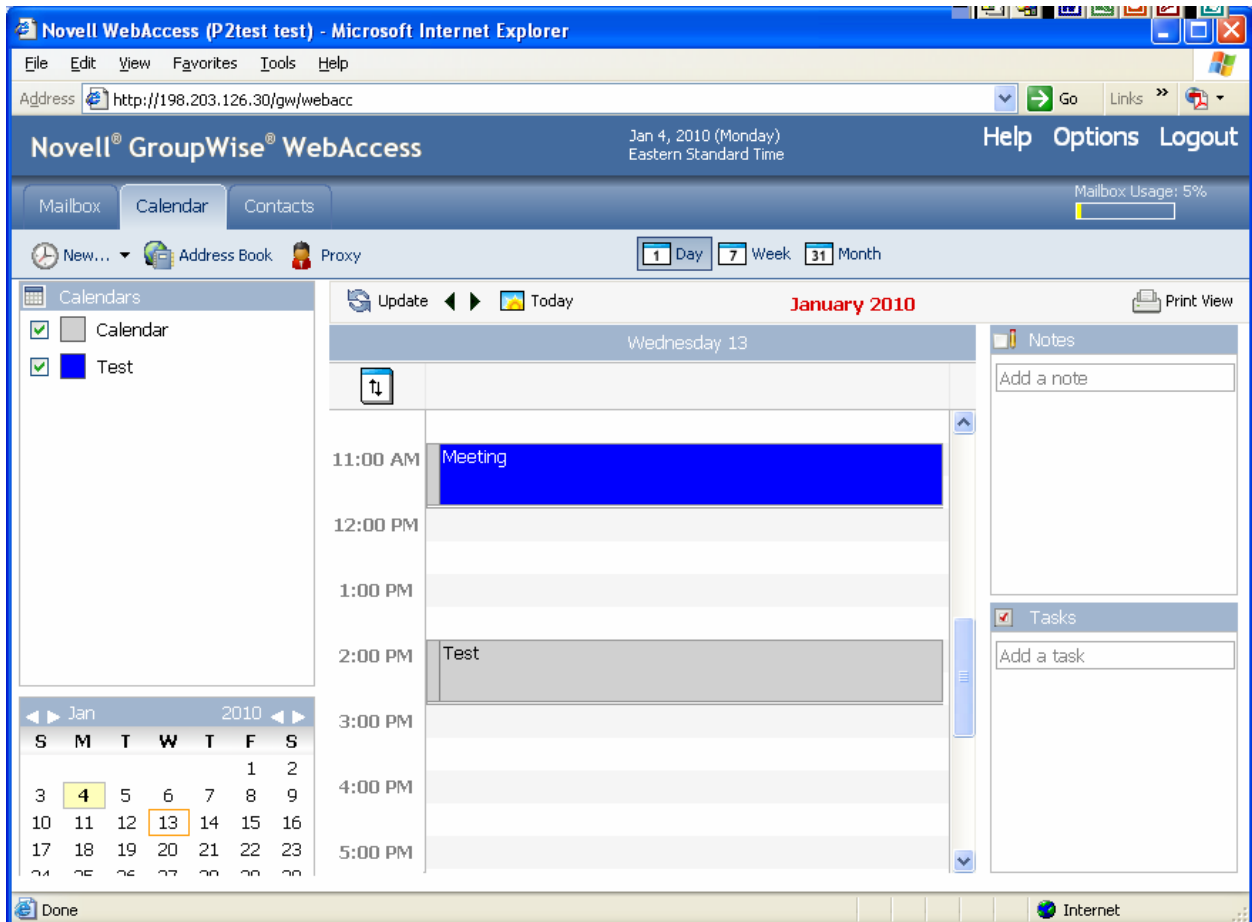 Novell WebAccess (P2test test) - Microsoft Internet Explorer
File Edit View Favorites Tools Help
Address http://198.203.126.30/gw/webacc Go Links »
Novell® GroupWise® WebAccess
Jan 4, 2010 (Monday)
Eastern Standard Time
Help Options Logout
Mailbox Calendar Contacts
Mailbox Usage: 5%
New... Address Book Proxy
1 Day 7 Week 31 Month
Calendars
Calendar
Test
Update Today January 2010 Print View
Wednesday 13
11:00 AM Meeting
12:00 PM
1:00 PM
2:00 PM Test
3:00 PM
4:00 PM
5:00 PM
Notes
Add a note
Tasks
Add a task
Jan 2010
S M T W T F S
1 2
3 4 5 6 7 8 9
10 11 12 13 14 15 16
17 18 19 20 21 22 23
Done Internet